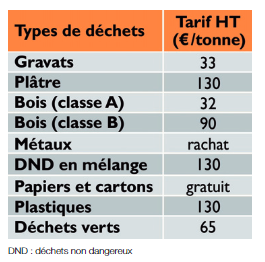 Types de déchets Tarif HT (€/tonne)
Gravats 33
Plâtre 130
Bois (classe A) 32
Bois (classe B) 90
Métaux rachat
DND en mélange 130
Papiers et cartons gratuit
Plastiques 130
Déchets verts 65
DND : déchets non dangereux